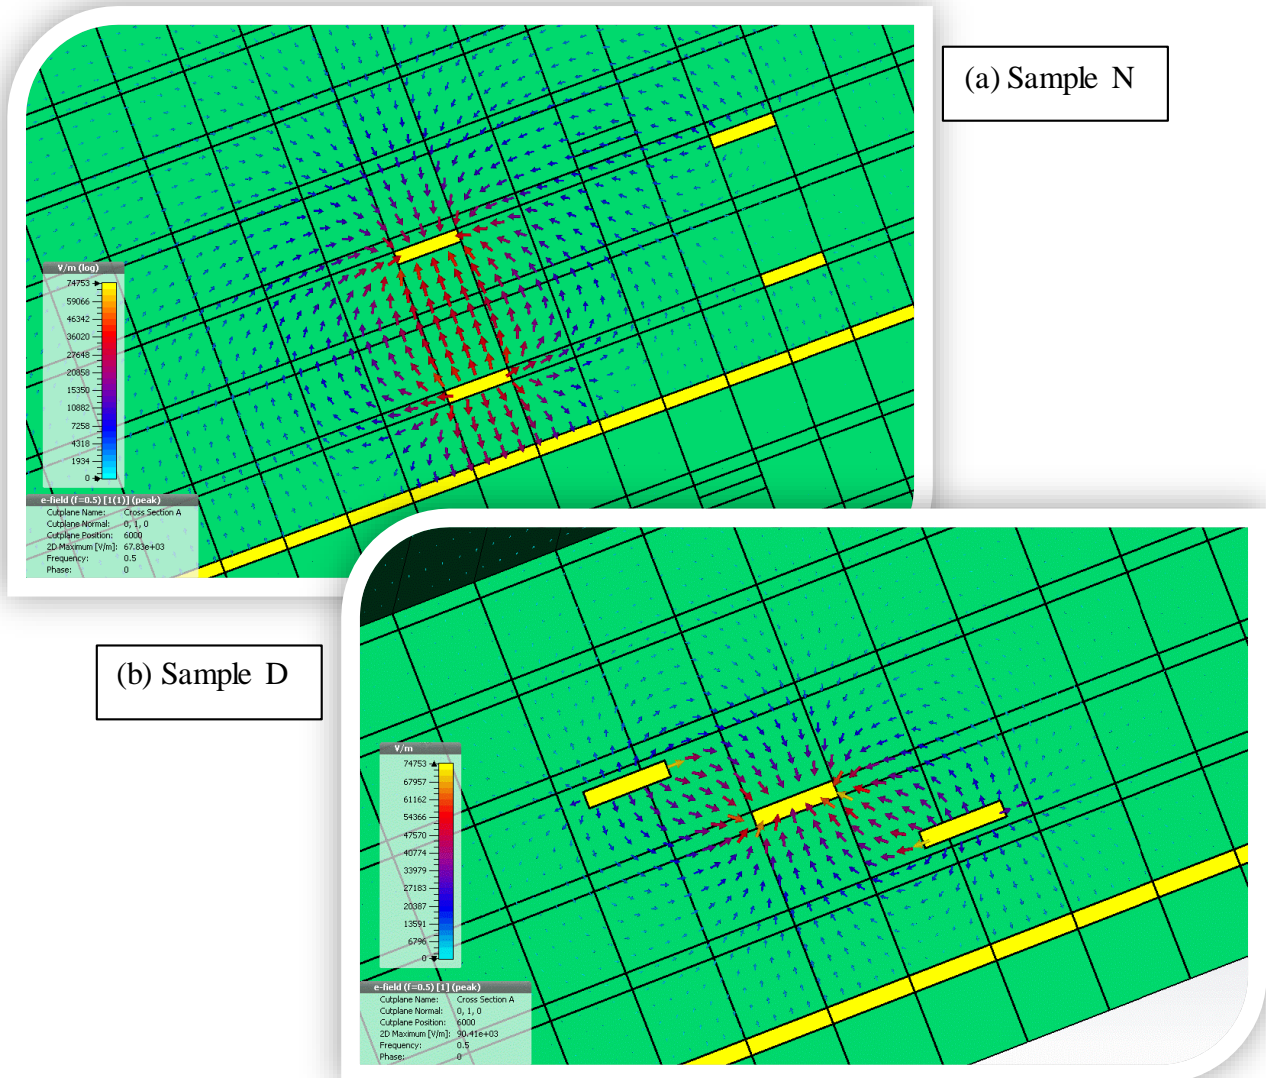 (a) Sample N
V/m (log)
74753
59066
46342
36020
27648
20858
15350
10882
7258
4318
1934
0
e-field (f=0.5) [1(1)] (peak)
Cutplane Name: Cross Section A
Cutplane Normal: 0, 1, 0
Cutplane Position: 6000
2D Maximum [V/m]: 67.83e+03
Frequency: 0.5
Phase: 0
(b) Sample D
V/m
74753
67957
61162
54366
47570
40774
33979
27183
20387
13591
6796
0
e-field (f=0.5) [1] (peak)
Cutplane Name: Cross Section A
Cutplane Normal: 0, 1, 0
Cutplane Position: 6000
2D Maximum [V/m]: 90.41e+03
Frequency: 0.5
Phase: 0